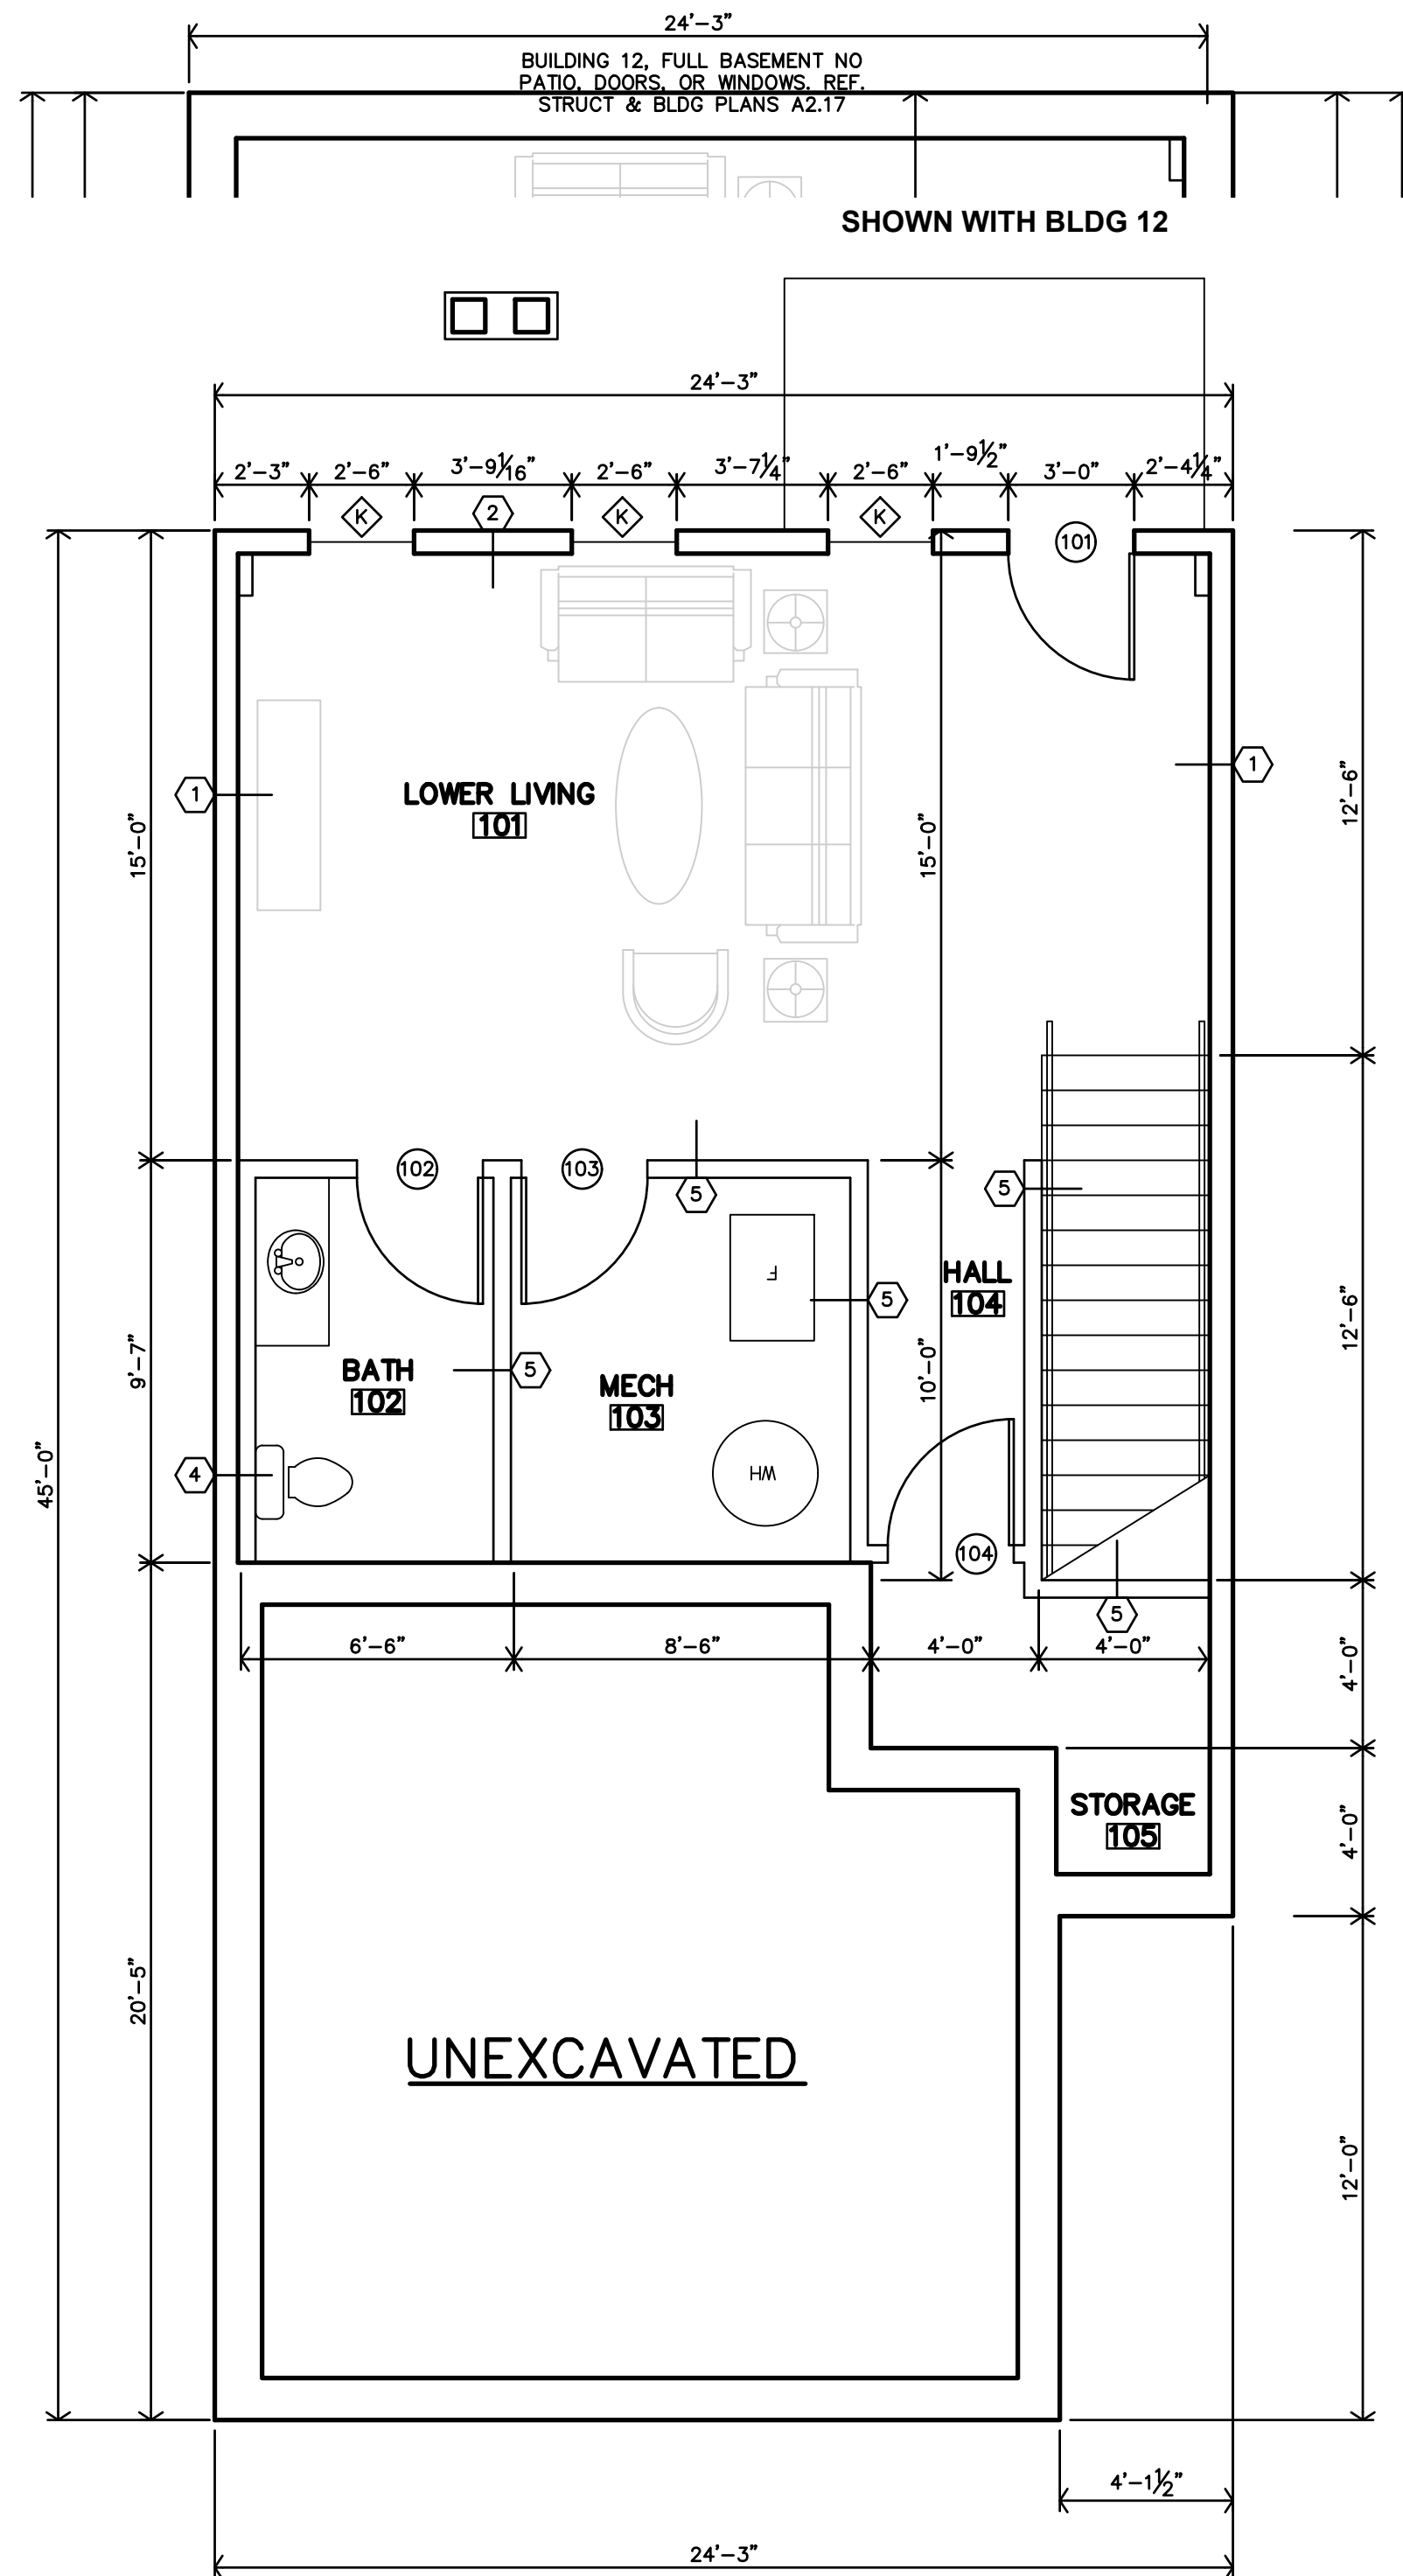 24'-3"
BUILDING 12, FULL BASEMENT NO
PATIO, DOORS, OR WINDOWS. REF.
STRUCT & BLDG PLANS A2.17
SHOWN WITH BLDG 12
24'-3"
2'-3" 2'-6" 3'-9 1/16" 2'-6" 3'-7 1/4" 2'-6" 1'-9 1/2" 3'-0" 2'-4 1/4"
K 2 K K 101
1 1
LOWER LIVING
101
15'-0" 15'-0" 12'-6"
102 103 5 5
HALL
104
5
BATH
102
5
MECH
103
F
9'-7" 10'-0" 12'-6"
4
WH
104
45'-0"
5
6'-6" 8'-6" 4'-0" 4'-0"
4'-0"
STORAGE
105
4'-0"
20'-5"
UNEXCAVATED
12'-0"
4'-1 1/2"
24'-3"